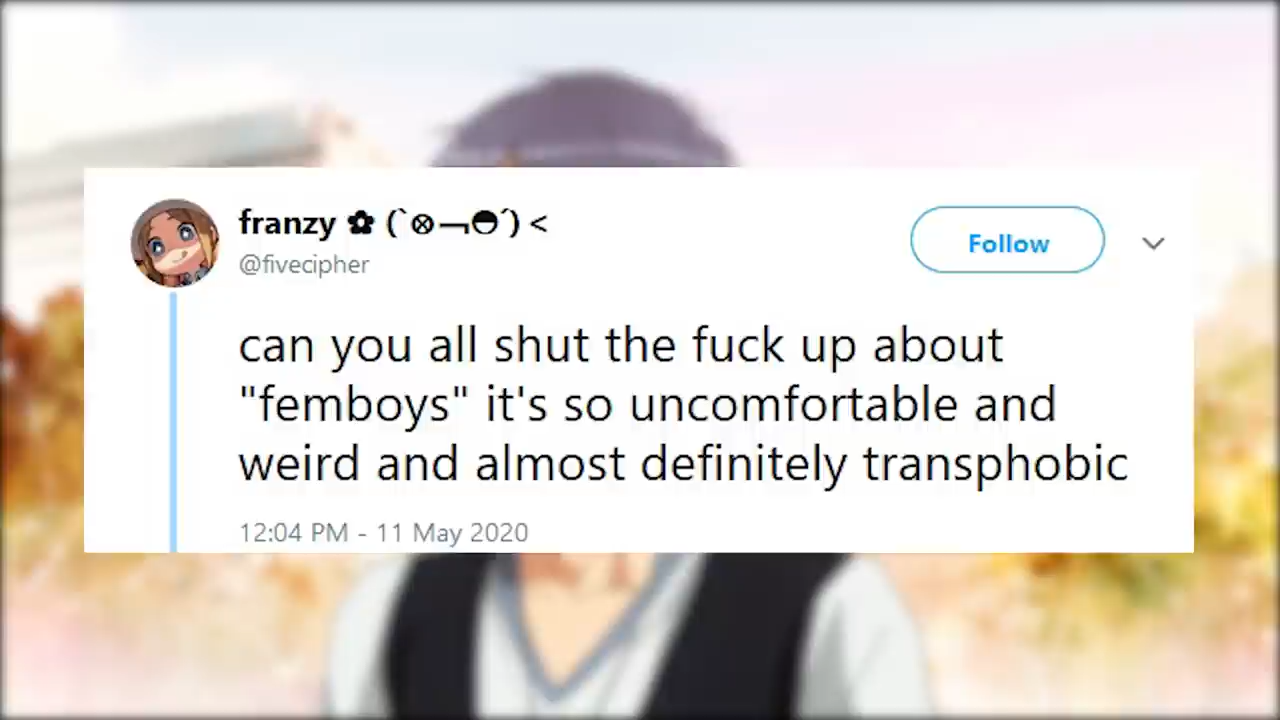 franzy ✿ (`⊗﹁◓´) <
@fivecipher
Follow
can you all shut the fuck up about
"femboys" it's so uncomfortable and
weird and almost definitely transphobic
12:04 PM - 11 May 2020